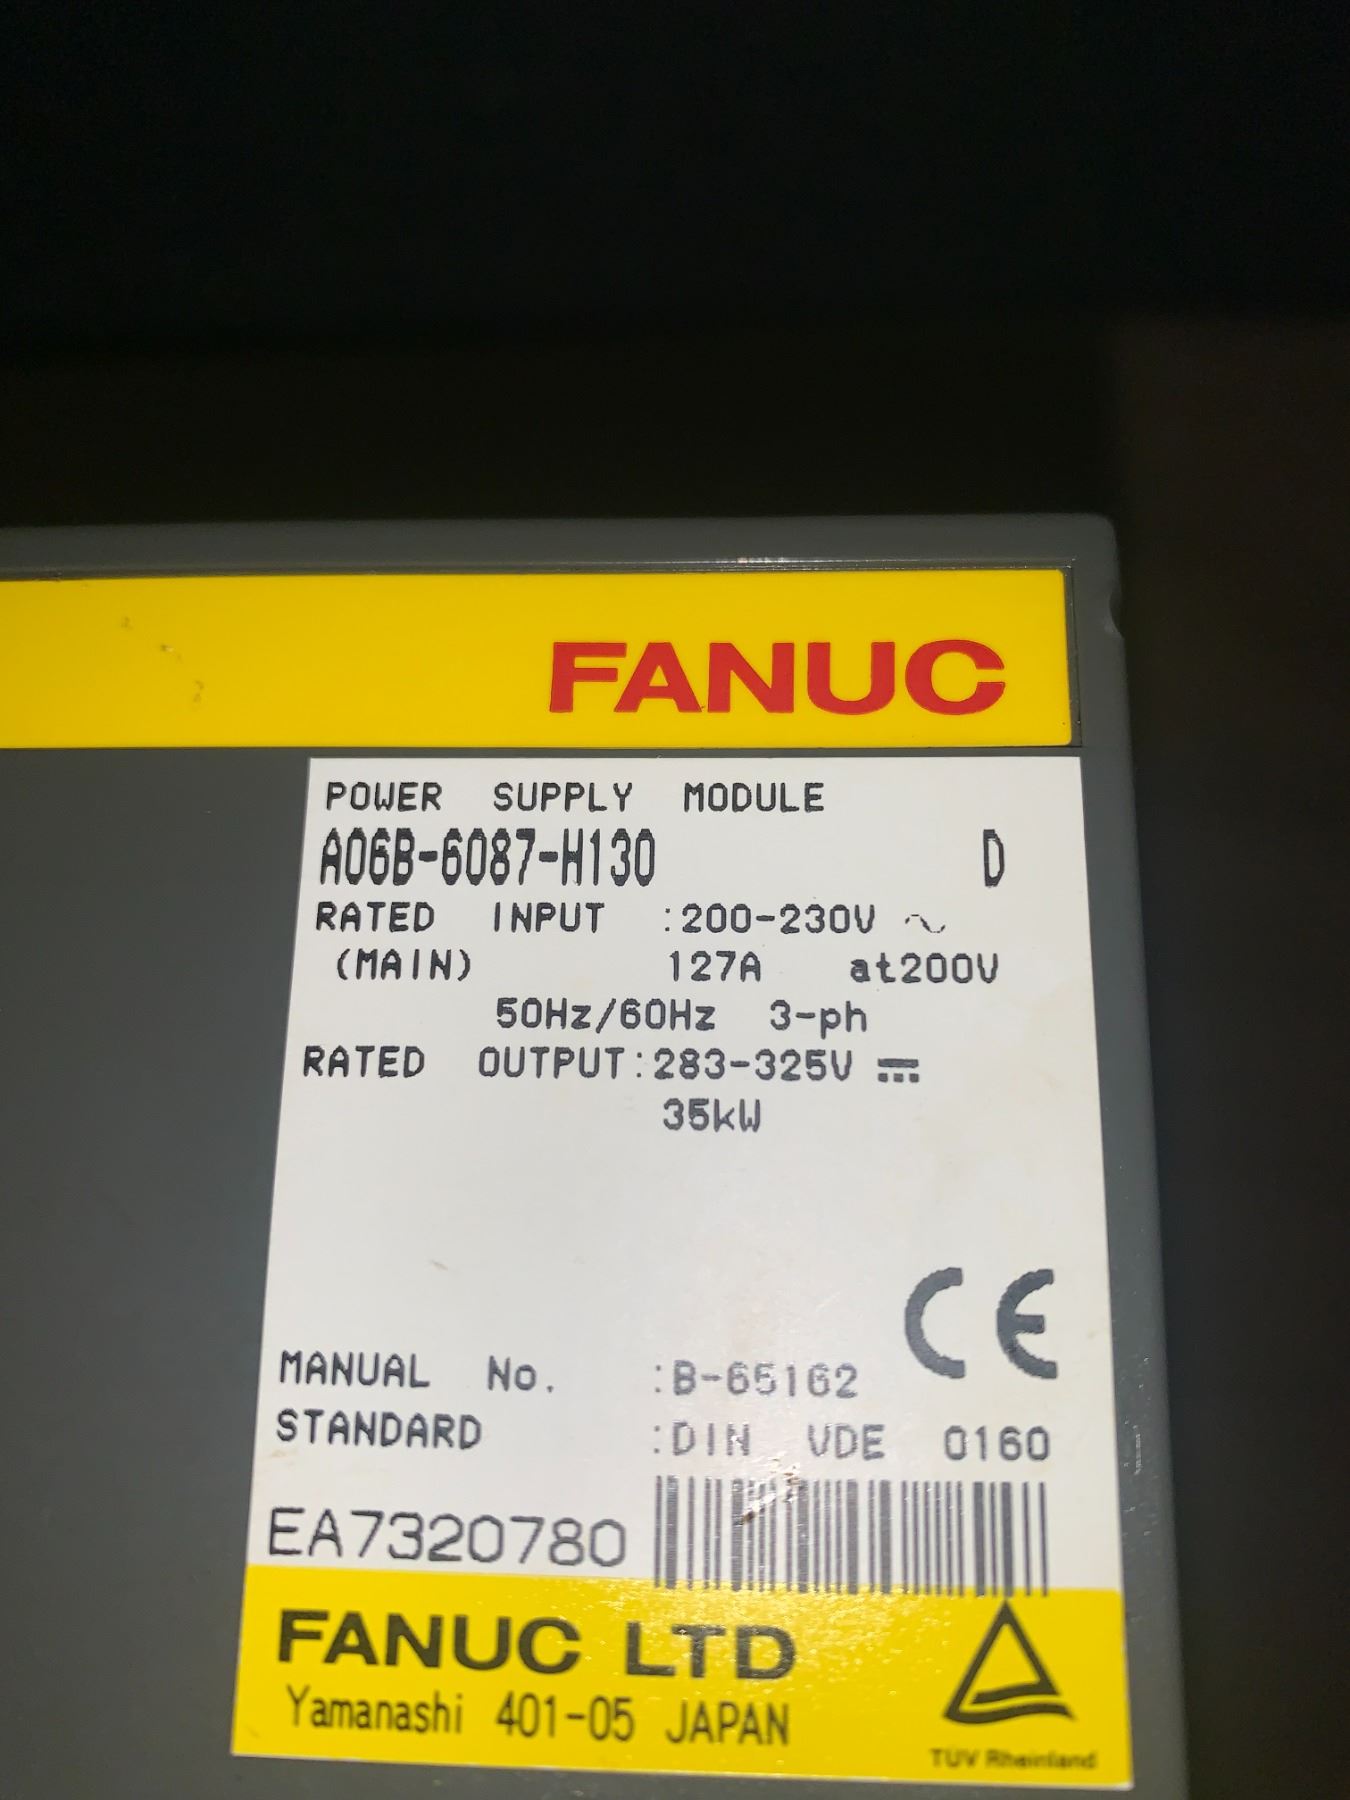 FANUC
POWER SUPPLY MODULE
A06B-6087-H130 D
RATED INPUT :200-230V ~
(MAIN) 127A at200V
50Hz/60Hz 3-ph
RATED OUTPUT:283-325V ⎓
35kW
CE
MANUAL No. :B-65162
STANDARD :DIN VDE 0160
EA7320780
FANUC LTD
Yamanashi 401-05 JAPAN
TÜV Rheinland